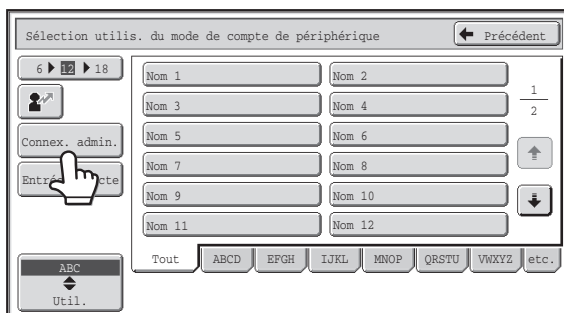 Sélection utilis. du mode de compte de périphérique
Précédent
6 12 18
Nom 1
Nom 2
1
2
Nom 3
Nom 4
Connex. admin.
Nom 5
Nom 6
Nom 7
Nom 8
Nom 9
Nom 10
Nom 11
Nom 12
Tout
ABCD
EFGH
IJKL
MNOP
QRSTU
VWXYZ
etc.
ABC
Util.